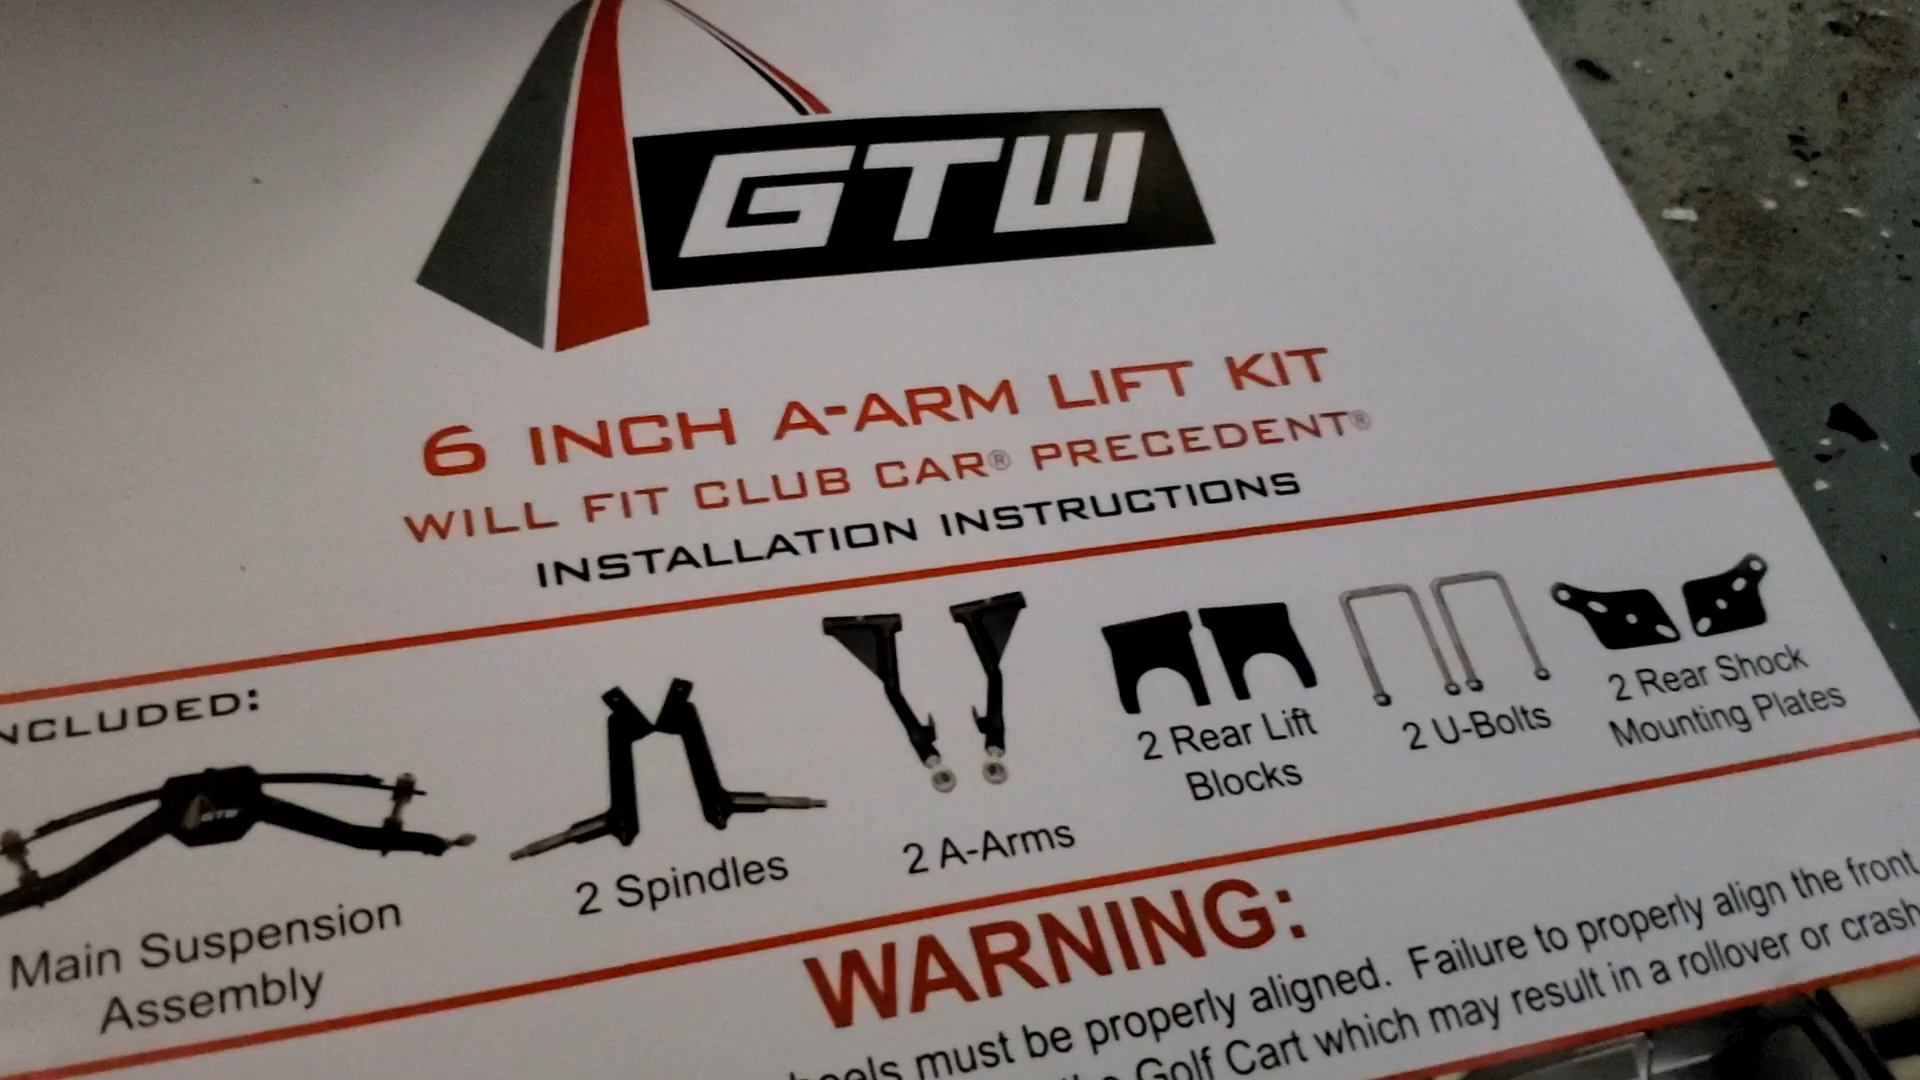 GTW
6 INCH A-ARM LIFT KIT
WILL FIT CLUB CAR® PRECEDENT®
INSTALLATION INSTRUCTIONS
NCLUDED:
GTW
Main Suspension
Assembly
2 Spindles
2 A-Arms
2 Rear Lift
Blocks
2 U-Bolts
2 Rear Shock
Mounting Plates
WARNING:
must be properly aligned. Failure to properly align the front
Golf Cart which may result in a rollover or crash